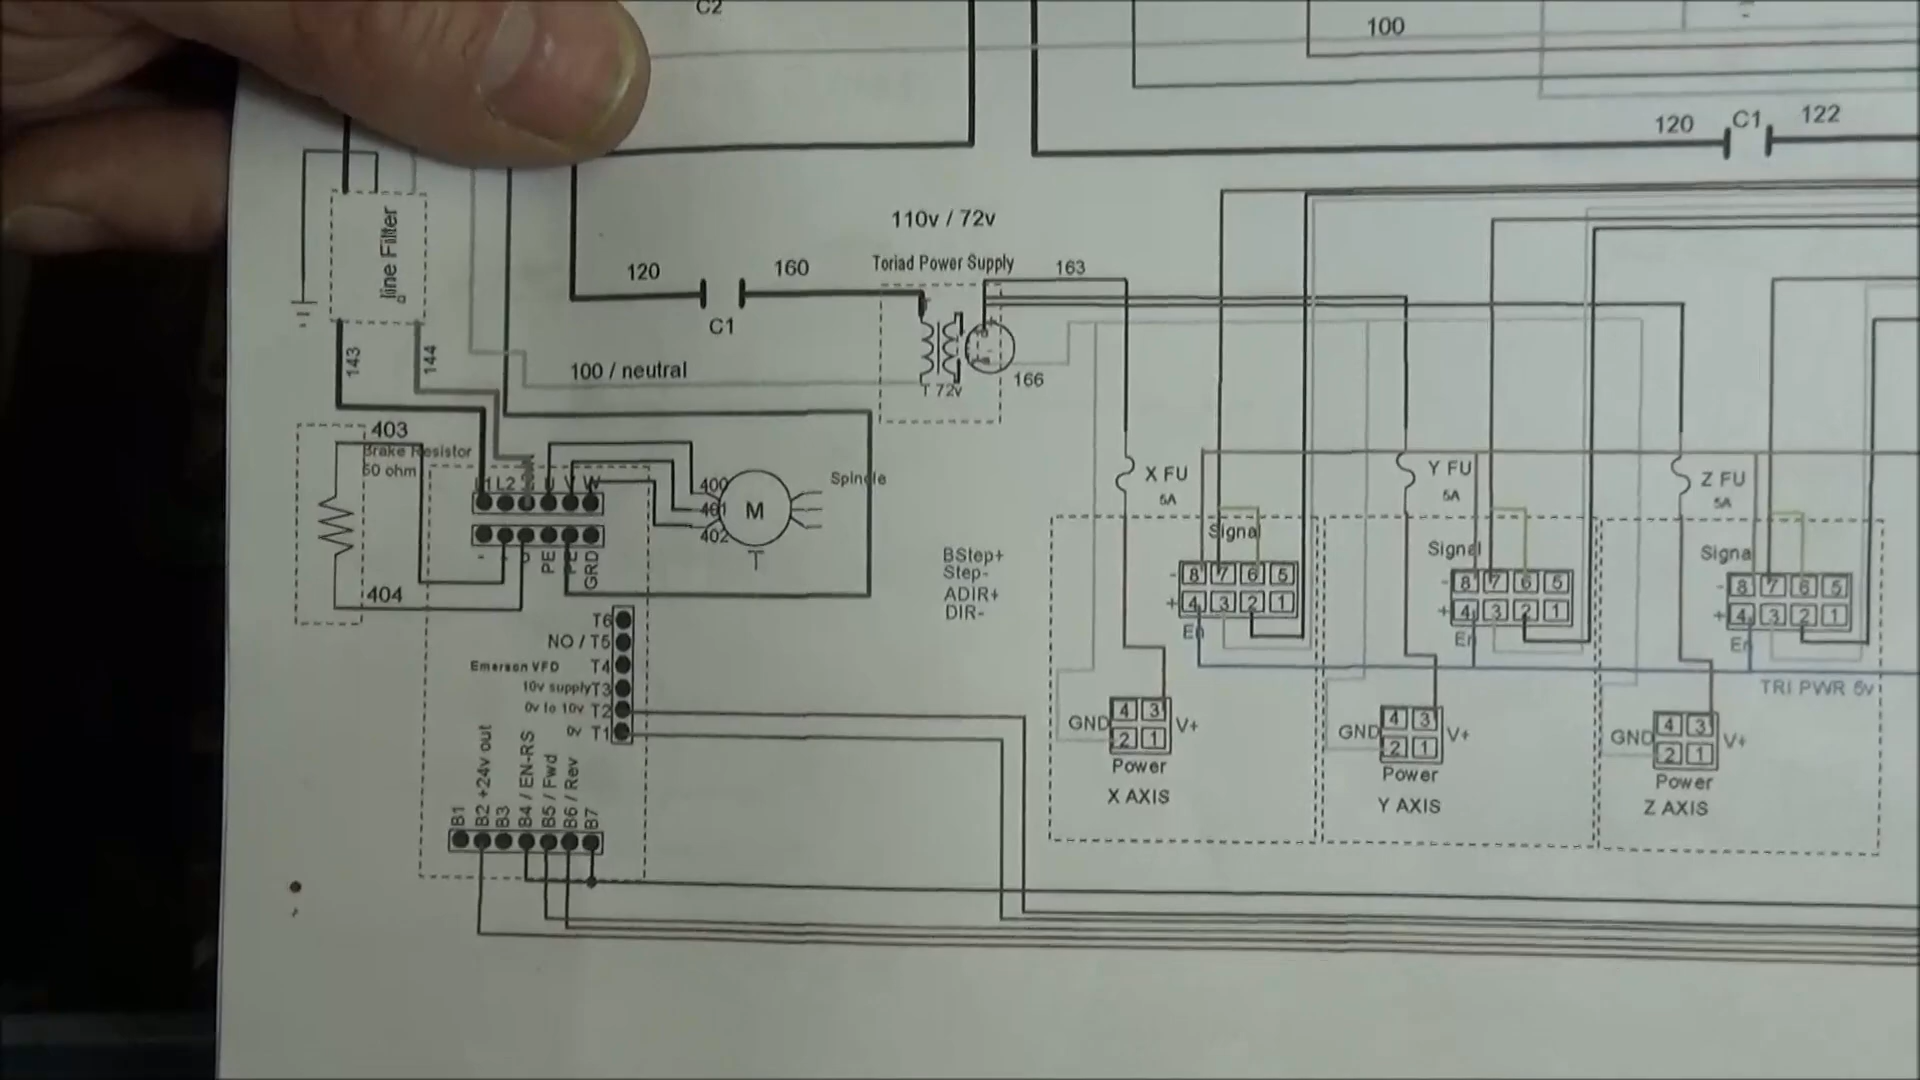 C2
100
120
C1
122
110v / 72v
Toriad Power Supply
120
160
163
C1
line Filter
143
144
100 / neutral
T 72v
166
403
Brake Resistor
60 ohm
404
L2
U
V
W
-
PE
GRD
400
401
402
M
Spindle
X FU
5A
Y FU
5A
Z FU
5A
Signal
Signal
Signal
BStep+
Step-
ADIR+
DIR-
- 8 7 6 5
+ 4 3 2 1
En
- 8 7 6 5
+ 4 3 2 1
En
- 8 7 6 5
+ 4 3 2 1
En
TRI PWR 5v
T6
NO / T5
Emerson VFD
T4
10v supply T3
0v to 10v T2
0v T1
GND
4 3
2 1
V+
Power
X AXIS
GND
4 3
2 1
V+
Power
Y AXIS
GND
4 3
2 1
V+
Power
Z AXIS
B1
B2 +24v out
B3
B4 / EN-RS
B5 / Fwd
B6 / Rev
B7